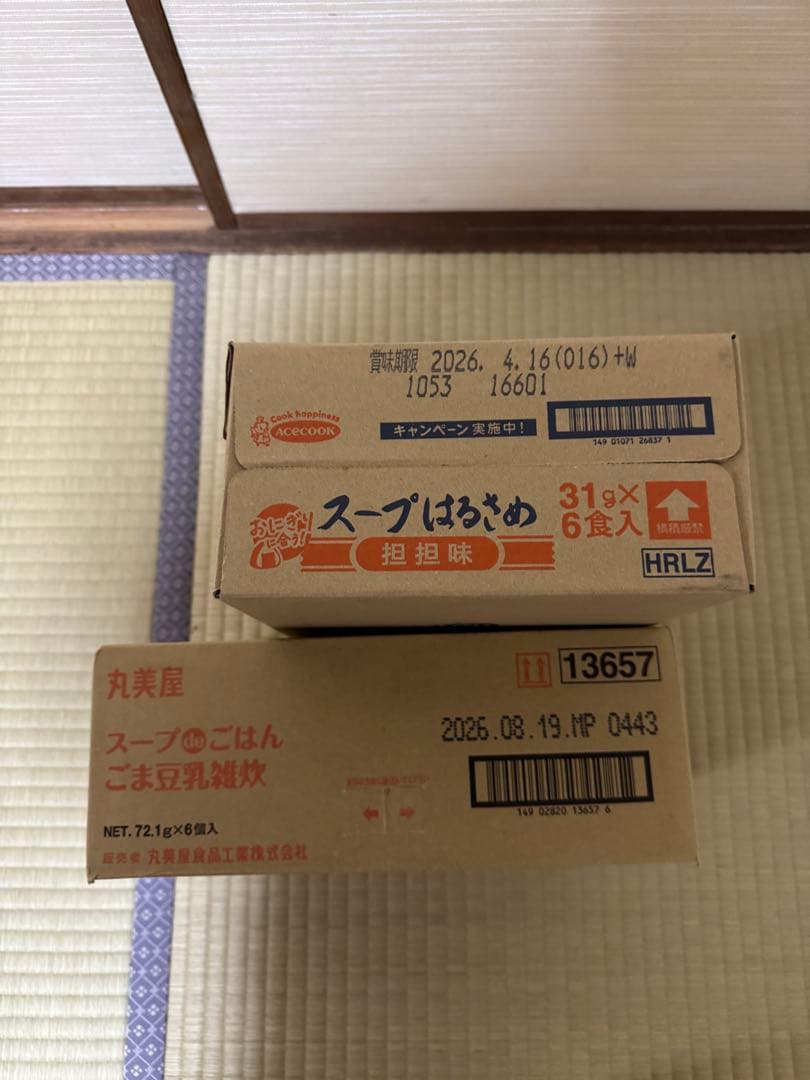 賞味期限 2026. 4.16(016)+W
1053 16601
Cook happiness
ACECOOK
キャンペーン実施中!
149 01071 26837 1
おにぎり
に合う!
スープはるさめ
担担味
31g×
6食入
横積厳禁
HRLZ
丸美屋
13657
スープdeごはん
ごま豆乳雑炊
2026.08.19.MP 0443
149 02820 13657 6
NET.72.1g×6個入
販売者 丸美屋食品工業株式会社